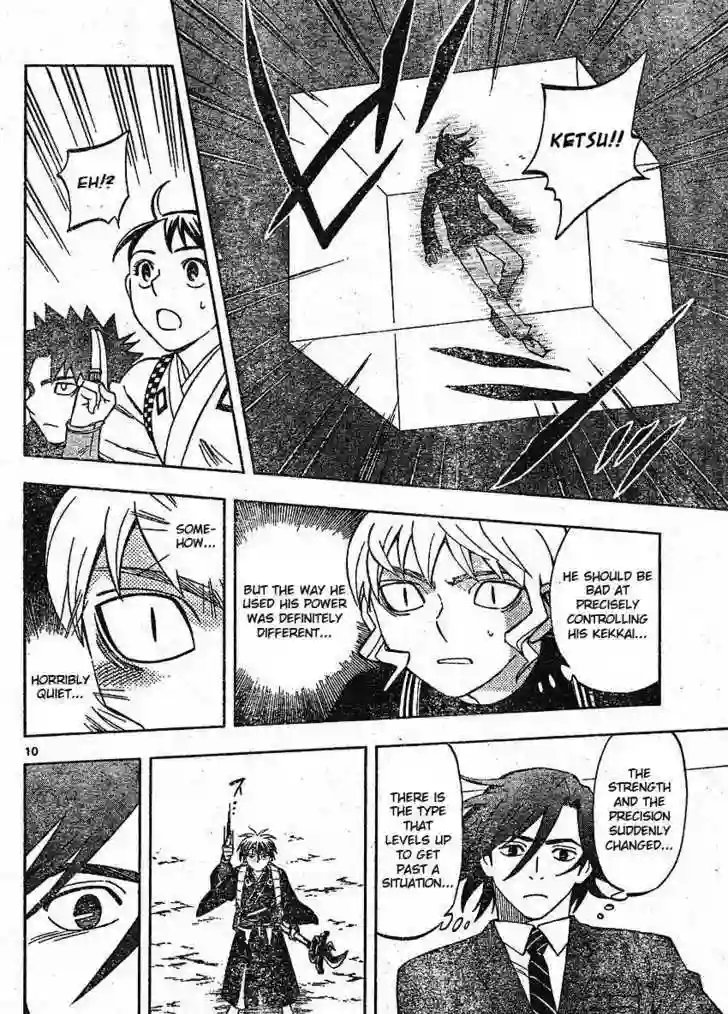 KETSU!!
EH!?
HE SHOULD BE
BAD AT
PRECISELY
CONTROLLING
HIS KEKKAI...
BUT THE WAY HE
USED HIS POWER
WAS DEFINITELY
DIFFERENT...
SOME-
HOW...
HORRIBLY
QUIET...
10
THE
STRENGTH
AND THE
PRECISION
SUDDENLY
CHANGED...
THERE IS
THE TYPE
THAT
LEVELS UP
TO GET
PAST A
SITUATION...
ス...